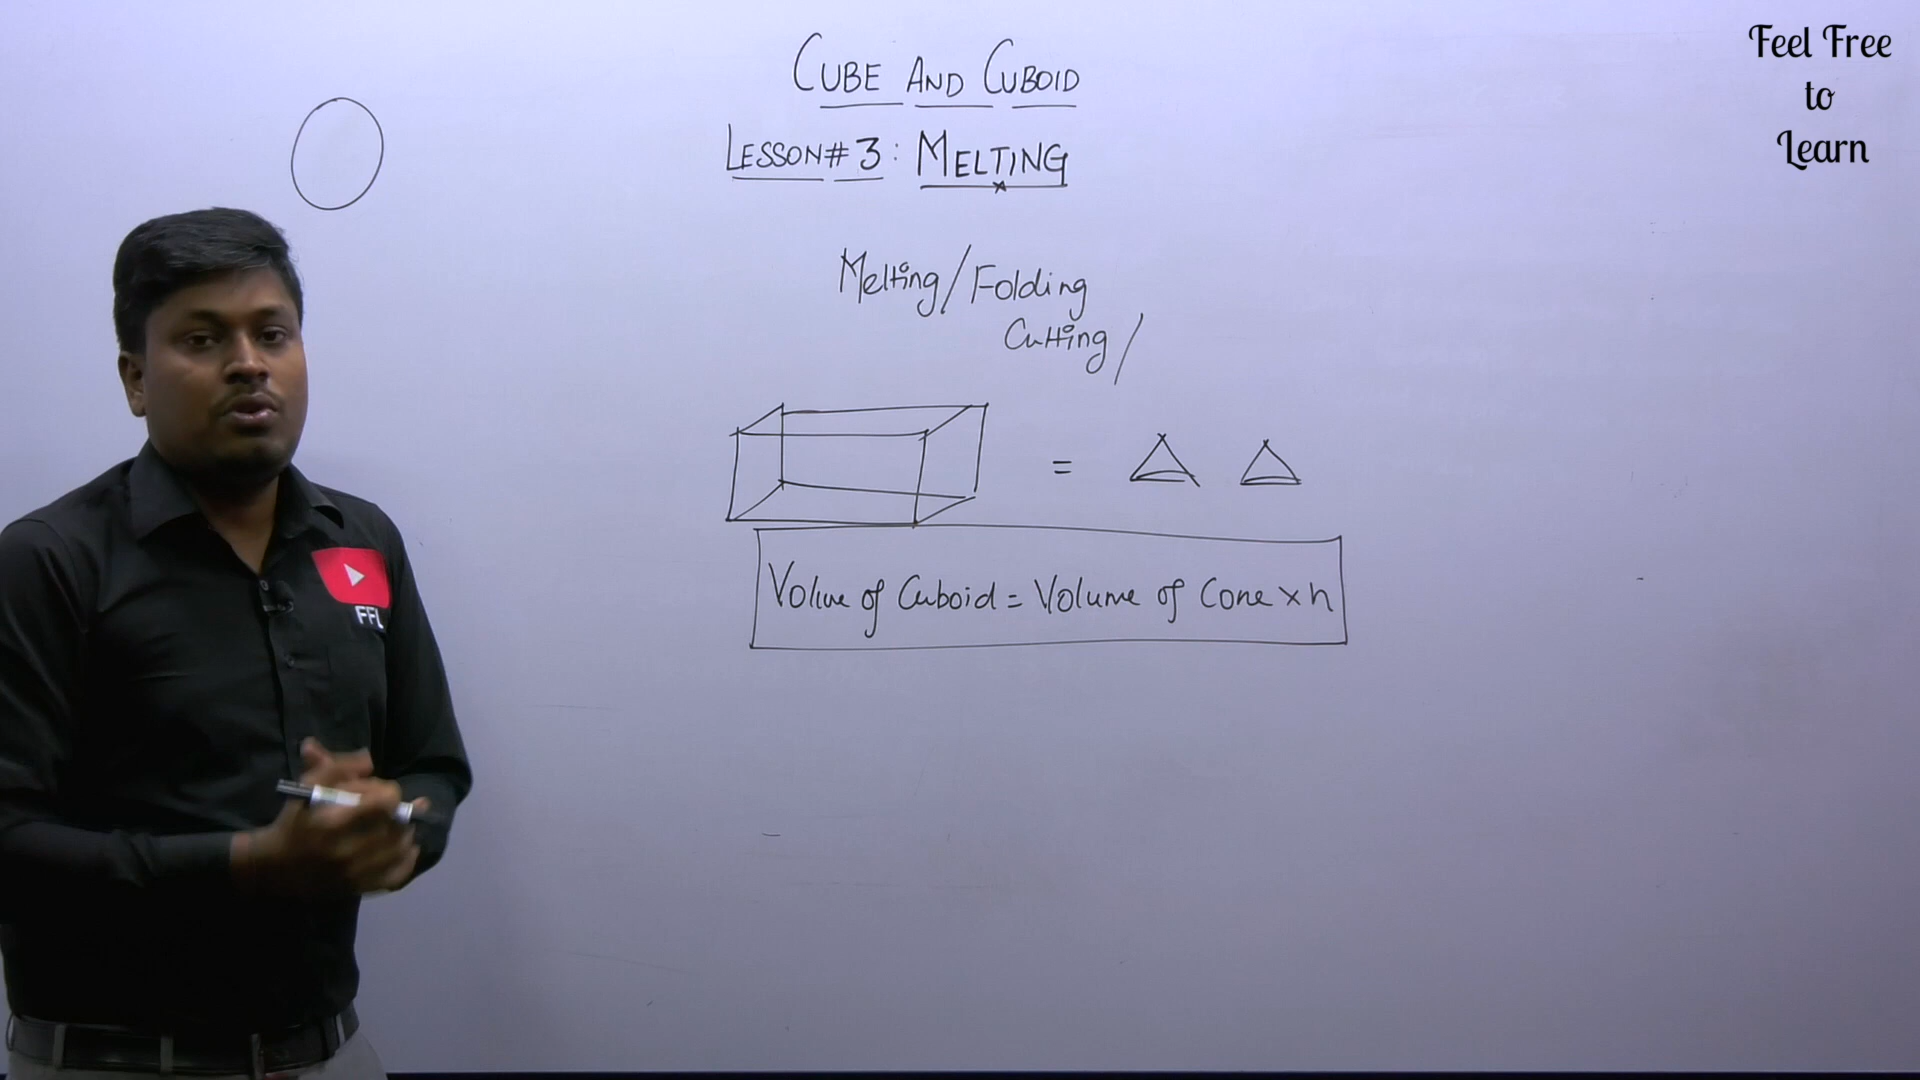 Feel Free
to
Learn
CUBE AND CUBOID
LESSON# 3 : MELTING
Melting/Folding
Cutting/
=
Volume of Cuboid = Volume of Cone × n
FFL